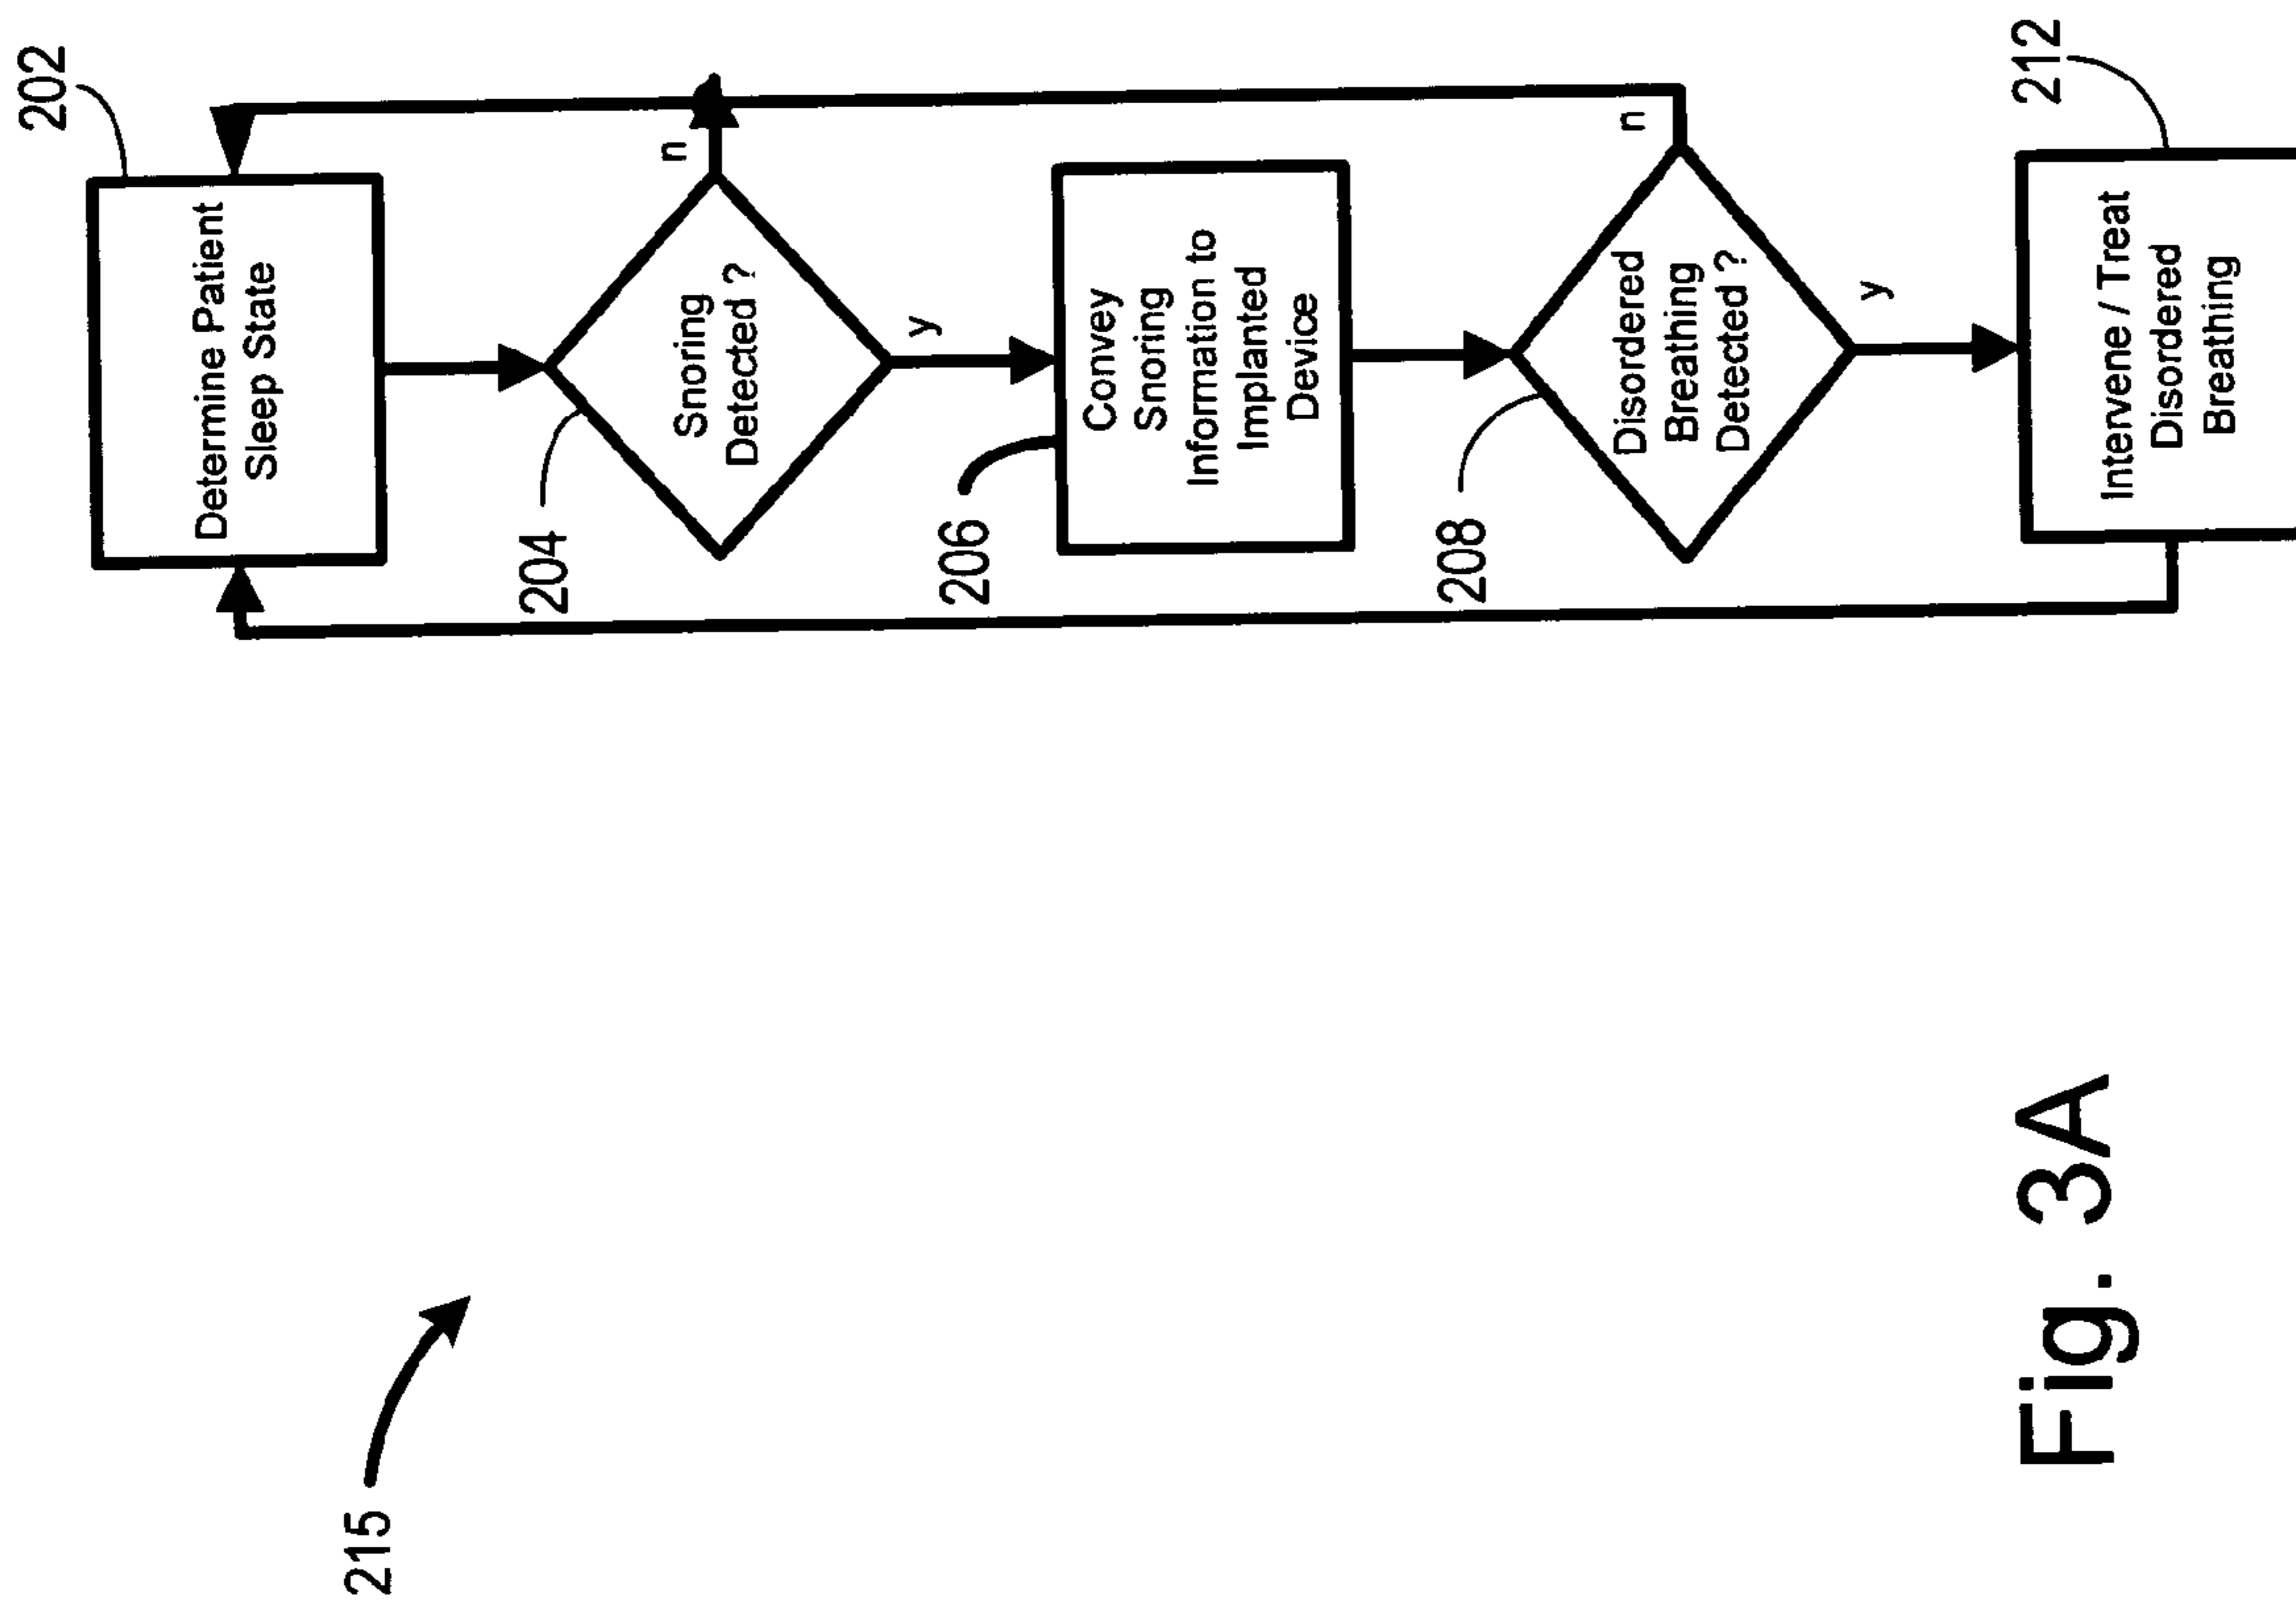 202
Determine Patient
Sleep State
204
Snoring
Detected ?
n
y
206
Convey
Snoring
Information to
Implanted
Device
208
Disordered
Breathing
Detected ?
n
y
212
Intervene / Treat
Disordered
Breathing
215
Fig. 3A